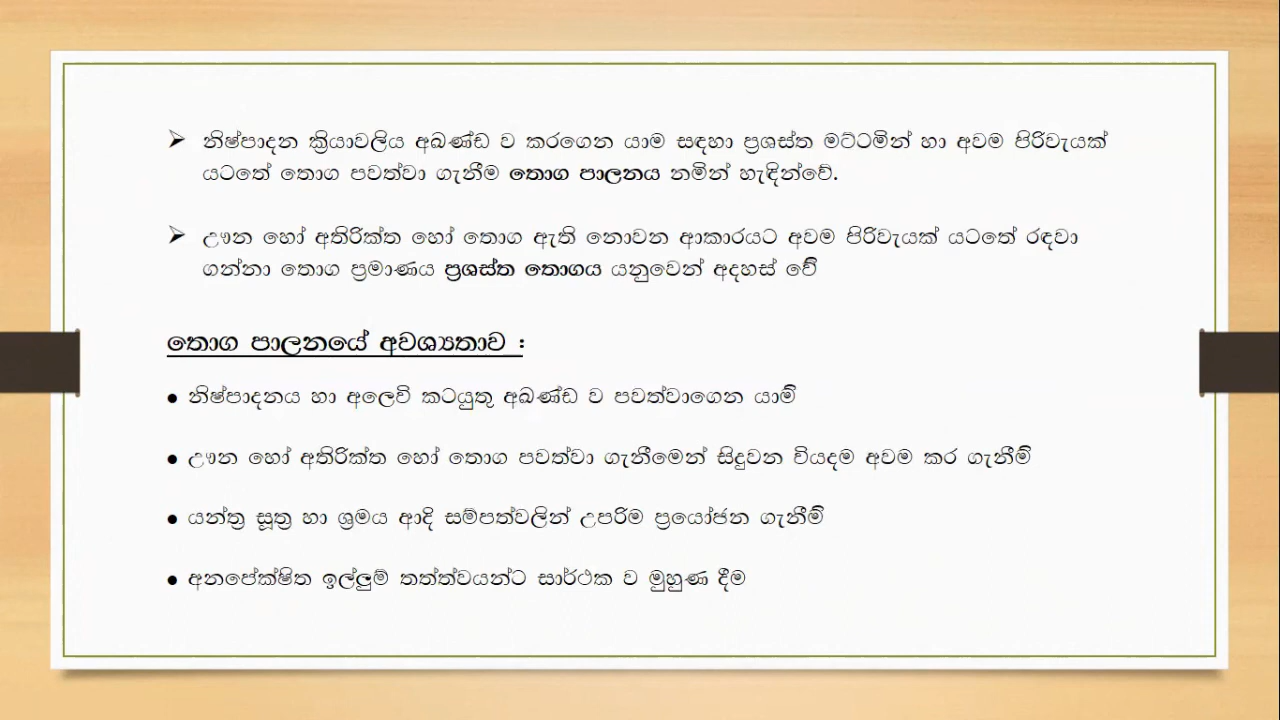 ➢ නිෂ්පාදන ක්‍රියාවලිය අඛණ්ඩ ව කරගෙන යාම සඳහා ප්‍රශස්ත මට්ටමින් හා අවම පිරිවැයක්
යටතේ තොග පවත්වා ගැනීම තොග පාලනය නමින් හැඳින්වේ.
➢ ඌන හෝ අතිරික්ත හෝ තොග ඇති නොවන ආකාරයට අවම පිරිවැයක් යටතේ රඳවා
ගන්නා තොග ප්‍රමාණය ප්‍රශස්ත තොගය යනුවෙන් අදහස් වේ
තොග පාලනයේ අවශ්‍යතාව :
● නිෂ්පාදනය හා අලෙවි කටයුතු අඛණ්ඩ ව පවත්වාගෙන යාම
● ඌන හෝ අතිරික්ත හෝ තොග පවත්වා ගැනීමෙන් සිදුවන වියදම අවම කර ගැනීම
● යන්ත්‍ර සූත්‍ර හා ශ්‍රමය ආදි සම්පත්වලින් උපරිම ප්‍රයෝජන ගැනීම
● අනපේක්ෂිත ඉල්ලුම් තත්ත්වයන්ට සාර්ථක ව මුහුණ දීම